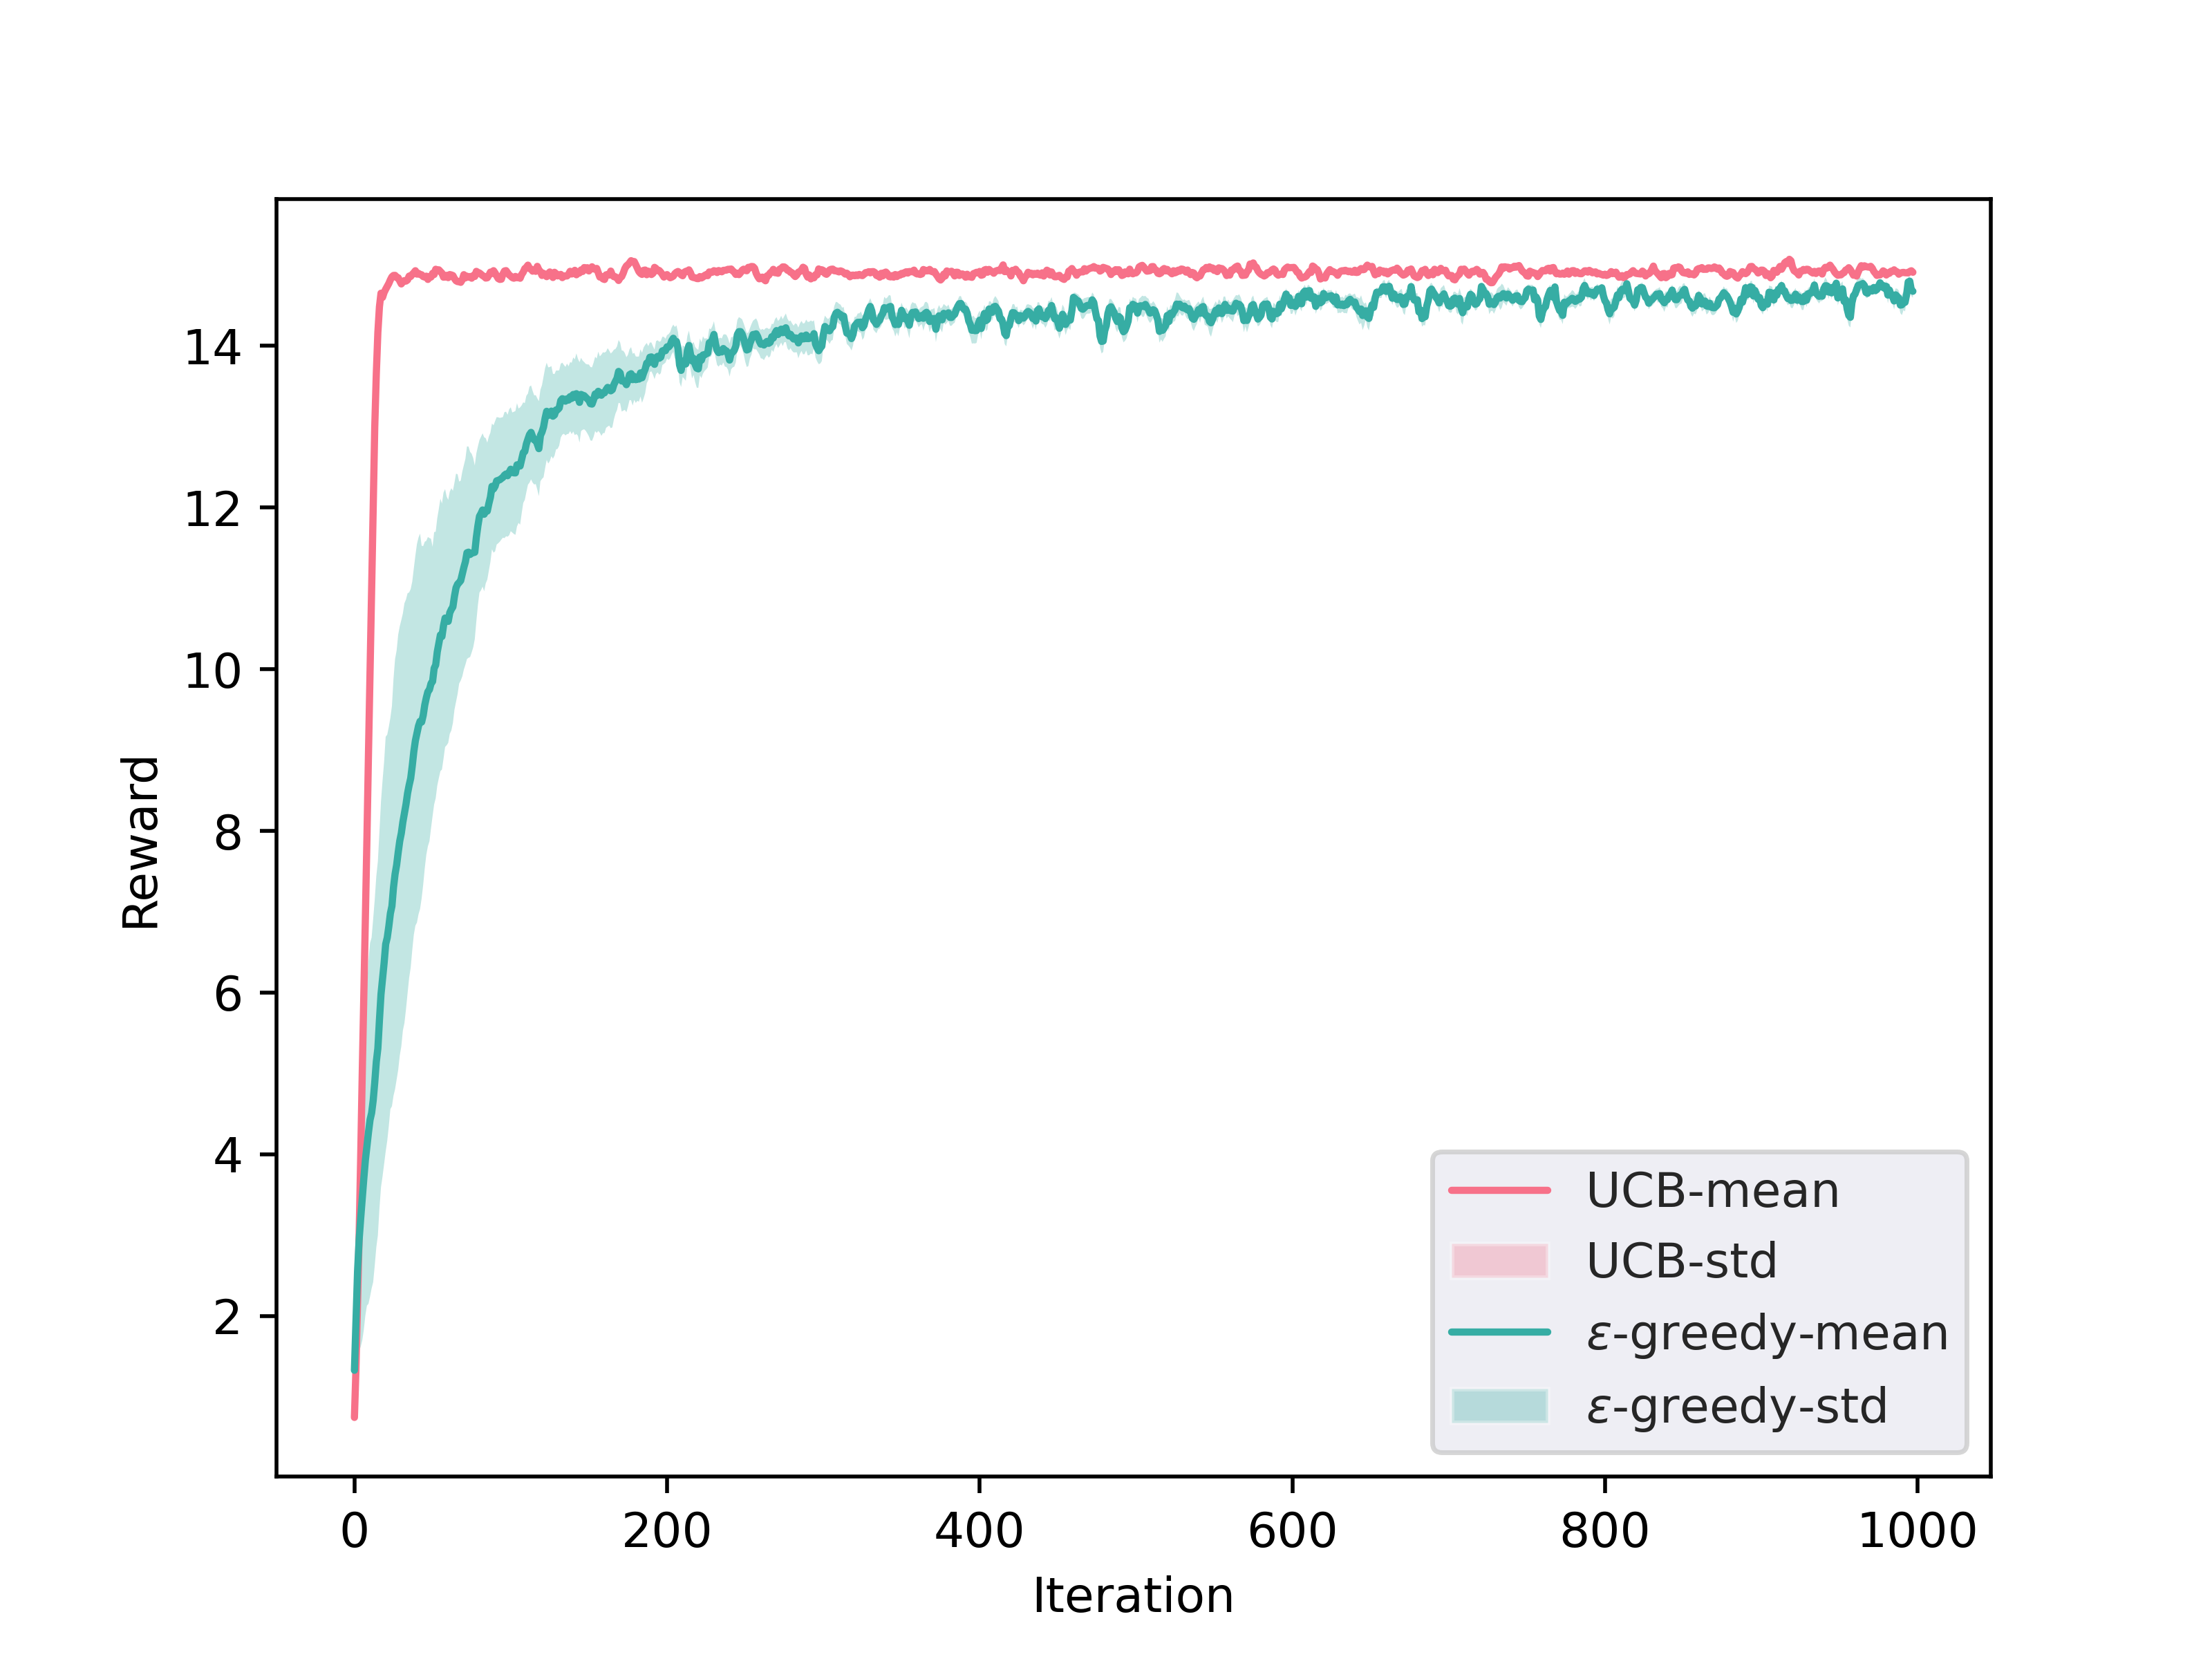 14
12
10
8
6
4
2
Reward
0 200 400 600 800 1000
Iteration
UCB-mean
UCB-std
ε-greedy-mean
ε-greedy-std